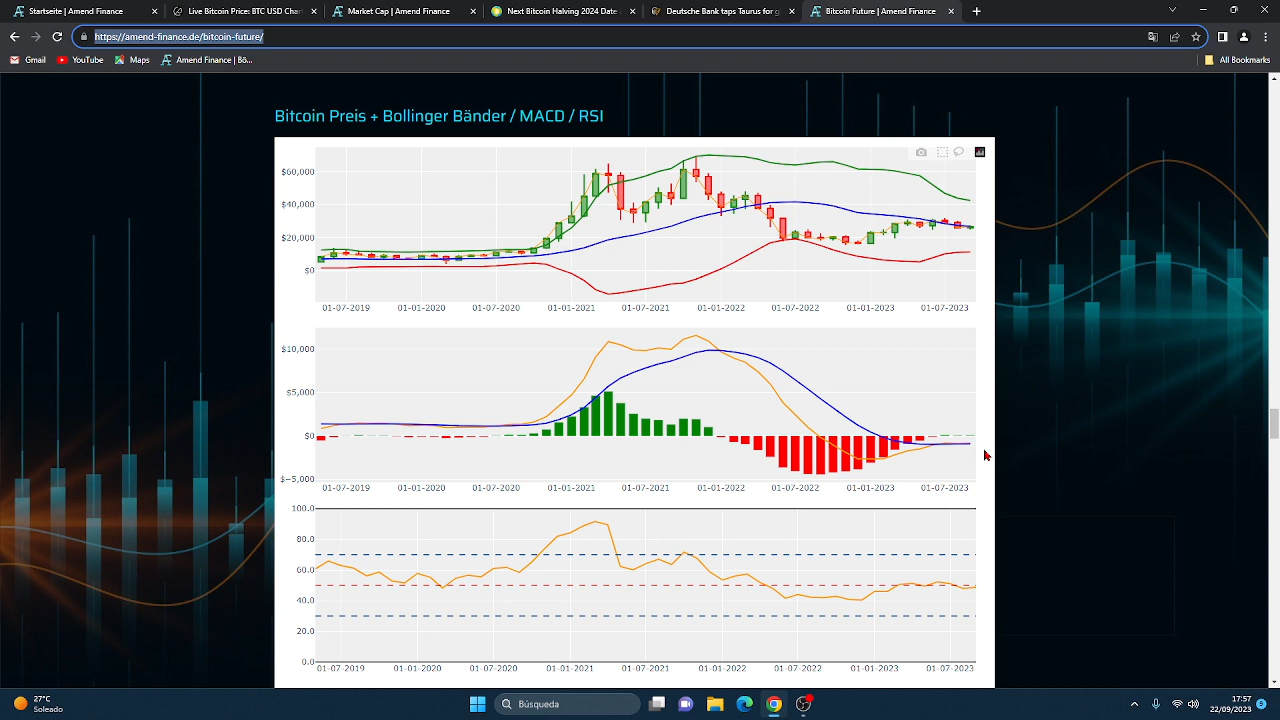 Startseite | Amend Finance
Live Bitcoin Price: BTC USD Char
Market Cap | Amend Finance
Next Bitcoin Halving 2024 Date
Deutsche Bank taps Taurus for c
Bitcoin Future | Amend Finance
https://amend-finance.de/bitcoin-future/
Gmail
YouTube
Maps
Amend Finance | Bö...
All Bookmarks
Bitcoin Preis + Bollinger Bänder / MACD / RSI
$60,000
$40,000
$20,000
$0
01-07-2019 01-01-2020 01-07-2020 01-01-2021 01-07-2021 01-01-2022 01-07-2022 01-01-2023 01-07-2023
$10,000
$5,000
$0
$−5,000
01-07-2019 01-01-2020 01-07-2020 01-01-2021 01-07-2021 01-01-2022 01-07-2022 01-01-2023 01-07-2023
100.0
80.0
60.0
40.0
20.0
0.0
01-07-2019 01-01-2020 01-07-2020 01-01-2021 01-07-2021 01-01-2022 01-07-2022 01-01-2023 01-07-2023
27°C
Soleado
Búsqueda
17:57
22/09/2023
3